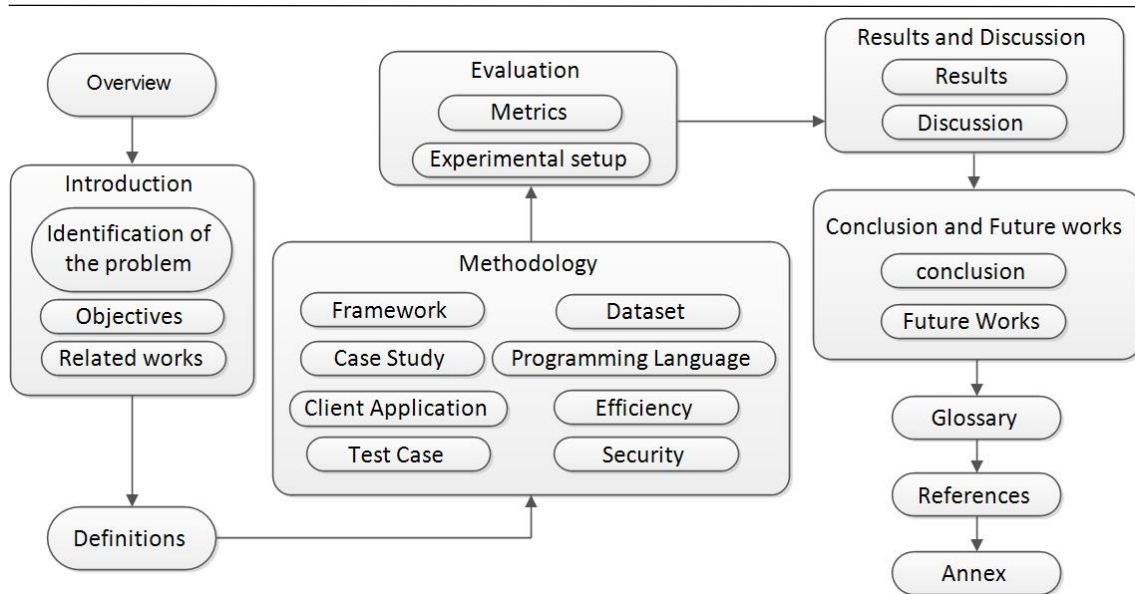 Overview
Introduction
Identification of
the problem
Objectives
Related works
Definitions
Methodology
Framework
Dataset
Case Study
Programming Language
Client Application
Efficiency
Test Case
Security
Evaluation
Metrics
Experimental setup
Results and Discussion
Results
Discussion
Conclusion and Future works
conclusion
Future Works
Glossary
References
Annex